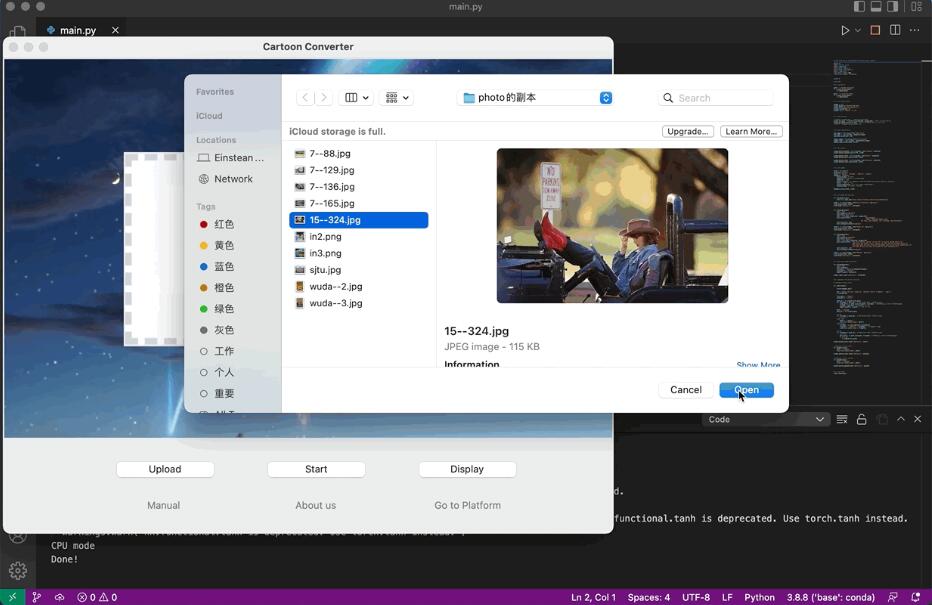 main.py
main.py
Cartoon Converter
Favorites
iCloud
Locations
Einstean ...
Network
Tags
红色
黄色
蓝色
橙色
绿色
灰色
工作
个人
重要
photo的副本
Search
iCloud storage is full.
Upgrade...
Learn More...
7--88.jpg
7--129.jpg
7--136.jpg
7--165.jpg
15--324.jpg
in2.png
in3.png
sjtu.jpg
wuda--2.jpg
wuda--3.jpg
NO
PARKING
15--324.jpg
JPEG image - 115 KB
Information
Show More
Cancel
Open
Code
Upload
Start
Display
Manual
About us
Go to Platform
d.
functional.tanh is deprecated. Use torch.tanh instead.
CPU mode
Done!
0
0
Ln 2, Col 1
Spaces: 4
UTF-8
LF
Python
3.8.8 ('base': conda)